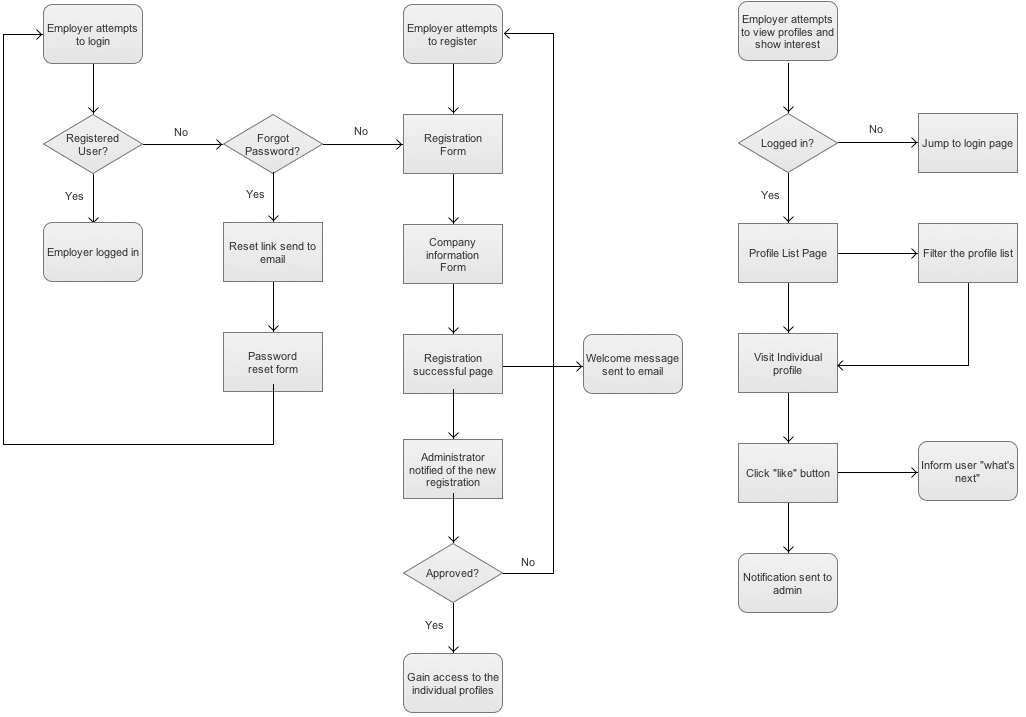 Employer attempts
to login
Registered
User?
No
Yes
Employer logged in
Forgot
Password?
No
Yes
Reset link send to
email
Password
reset form
Employer attempts
to register
Registration
Form
Company
information
Form
Registration
successful page
Welcome message
sent to email
Administrator
notified of the new
registration
Approved?
No
Yes
Gain access to the
individual profiles
Employer attempts
to view profiles and
show interest
Logged in?
No
Jump to login page
Yes
Profile List Page
Filter the profile list
Visit Individual
profile
Click "like" button
Inform user "what's
next"
Notification sent to
admin